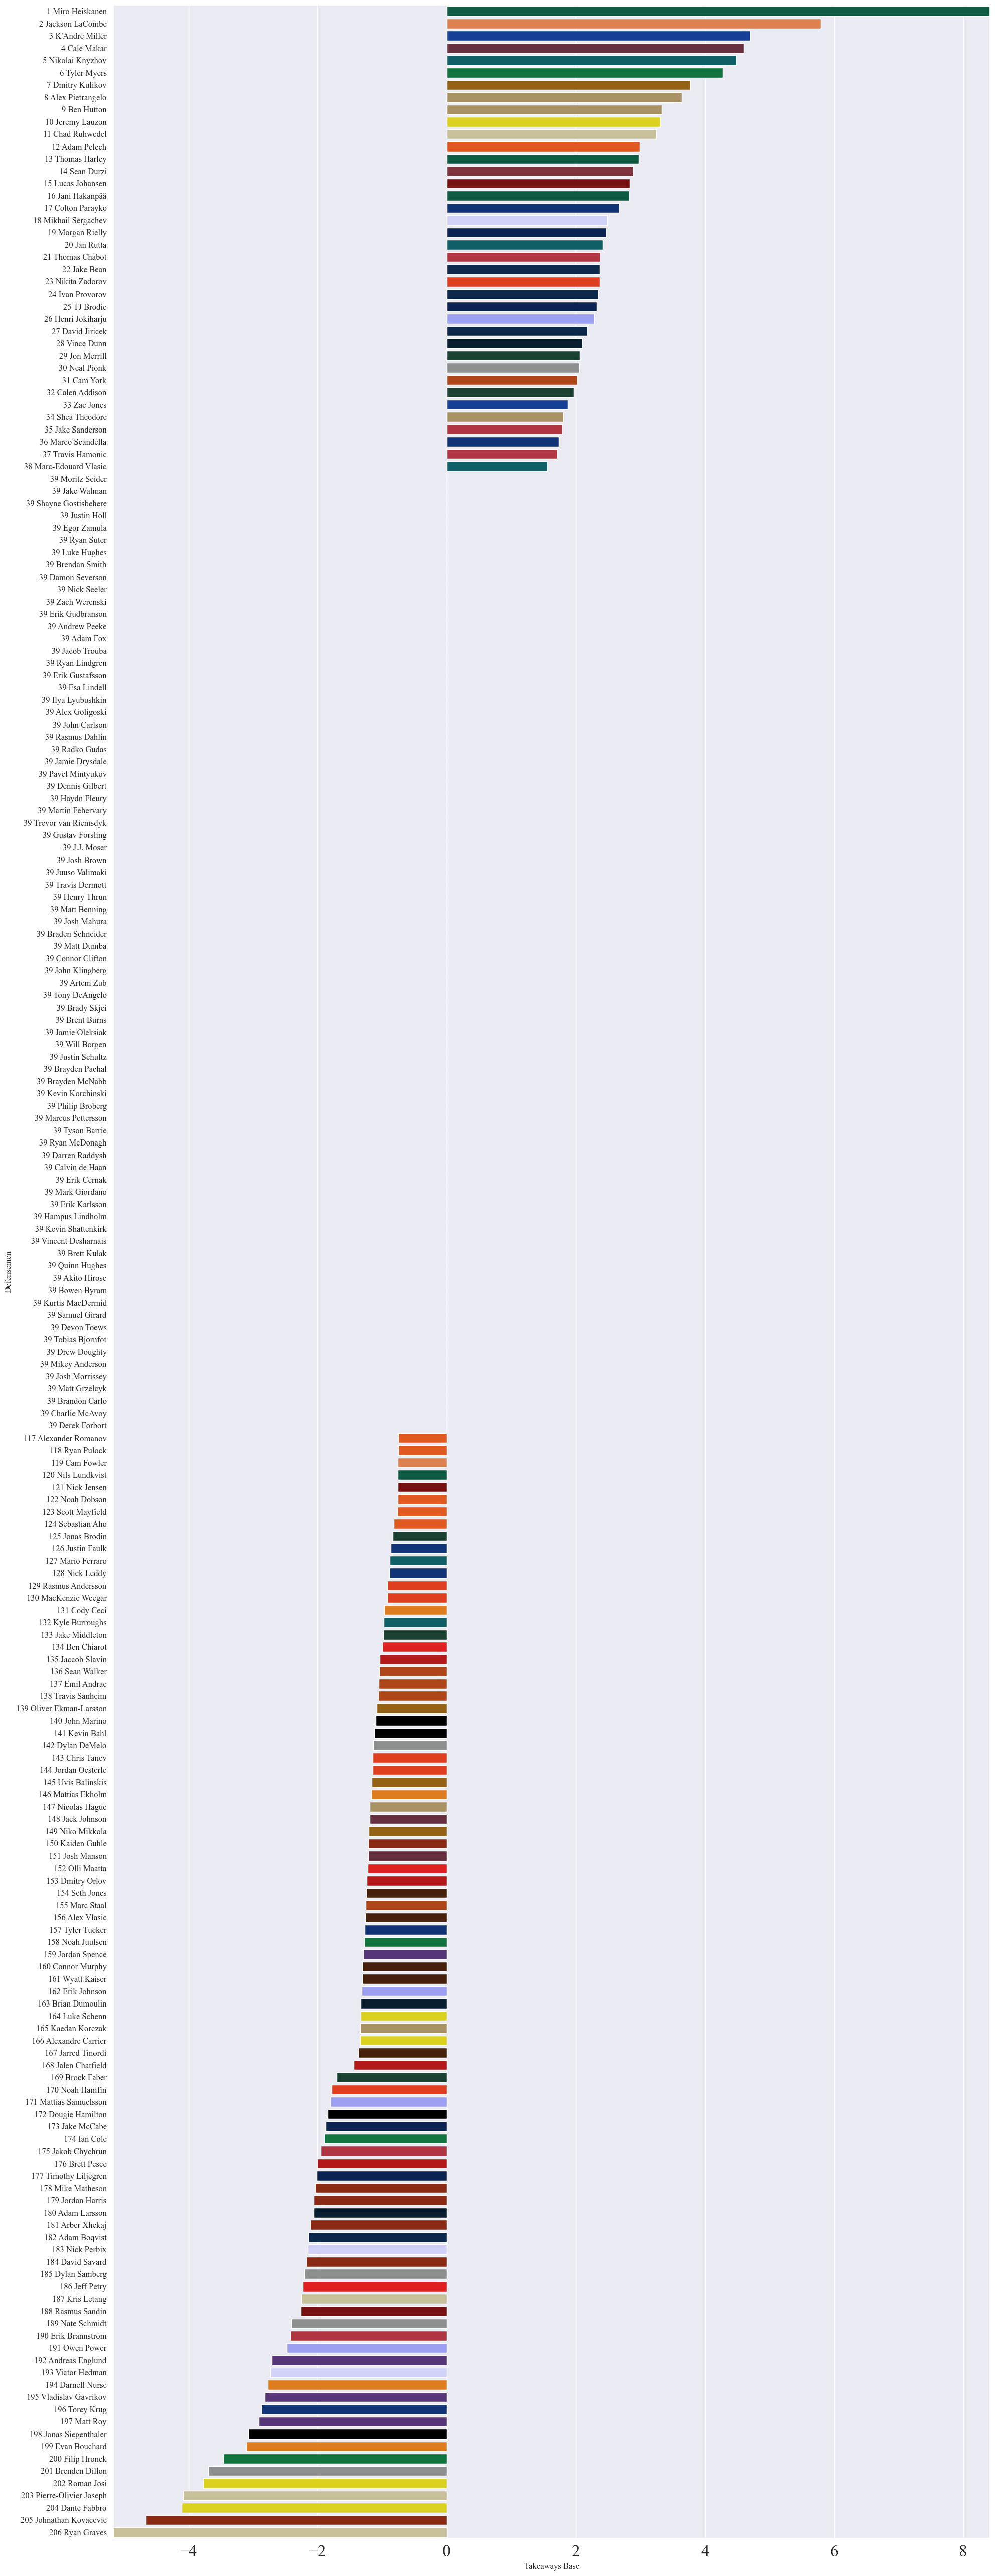 1 Miro Heiskanen
2 Jackson LaCombe
3 K'Andre Miller
4 Cale Makar
5 Nikolai Knyzhov
6 Tyler Myers
7 Dmitry Kulikov
8 Alex Pietrangelo
9 Ben Hutton
10 Jeremy Lauzon
11 Chad Ruhwedel
12 Adam Pelech
13 Thomas Harley
14 Sean Durzi
15 Lucas Johansen
16 Jani Hakanpää
17 Colton Parayko
18 Mikhail Sergachev
19 Morgan Rielly
20 Jan Rutta
21 Thomas Chabot
22 Jake Bean
23 Nikita Zadorov
24 Ivan Provorov
25 TJ Brodie
26 Henri Jokiharju
27 David Jiricek
28 Vince Dunn
29 Jon Merrill
30 Neal Pionk
31 Cam York
32 Calen Addison
33 Zac Jones
34 Shea Theodore
35 Jake Sanderson
36 Marco Scandella
37 Travis Hamonic
38 Marc-Edouard Vlasic
39 Moritz Seider
39 Jake Walman
39 Shayne Gostisbehere
39 Justin Holl
39 Egor Zamula
39 Ryan Suter
39 Luke Hughes
39 Brendan Smith
39 Damon Severson
39 Nick Seeler
39 Zach Werenski
39 Erik Gudbranson
39 Andrew Peeke
39 Adam Fox
39 Jacob Trouba
39 Ryan Lindgren
39 Erik Gustafsson
39 Esa Lindell
39 Ilya Lyubushkin
39 Alex Goligoski
39 John Carlson
39 Rasmus Dahlin
39 Radko Gudas
39 Jamie Drysdale
39 Pavel Mintyukov
39 Dennis Gilbert
39 Haydn Fleury
39 Martin Fehervary
39 Trevor van Riemsdyk
39 Gustav Forsling
39 J.J. Moser
39 Josh Brown
39 Juuso Valimaki
39 Travis Dermott
39 Henry Thrun
39 Matt Benning
39 Josh Mahura
39 Braden Schneider
39 Matt Dumba
39 Connor Clifton
39 John Klingberg
39 Artem Zub
39 Tony DeAngelo
39 Brady Skjei
39 Brent Burns
39 Jamie Oleksiak
39 Will Borgen
39 Justin Schultz
39 Brayden Pachal
39 Brayden McNabb
39 Kevin Korchinski
39 Philip Broberg
39 Marcus Pettersson
39 Tyson Barrie
39 Ryan McDonagh
39 Darren Raddysh
39 Calvin de Haan
39 Erik Cernak
39 Mark Giordano
39 Erik Karlsson
39 Hampus Lindholm
39 Kevin Shattenkirk
39 Vincent Desharnais
39 Brett Kulak
39 Quinn Hughes
39 Akito Hirose
39 Bowen Byram
39 Kurtis MacDermid
39 Samuel Girard
39 Devon Toews
39 Tobias Bjornfot
39 Drew Doughty
39 Mikey Anderson
39 Josh Morrissey
39 Matt Grzelcyk
39 Brandon Carlo
39 Charlie McAvoy
39 Derek Forbort
117 Alexander Romanov
118 Ryan Pulock
119 Cam Fowler
120 Nils Lundkvist
121 Nick Jensen
122 Noah Dobson
123 Scott Mayfield
124 Sebastian Aho
125 Jonas Brodin
126 Justin Faulk
127 Mario Ferraro
128 Nick Leddy
129 Rasmus Andersson
130 MacKenzie Weegar
131 Cody Ceci
132 Kyle Burroughs
133 Jake Middleton
134 Ben Chiarot
135 Jaccob Slavin
136 Sean Walker
137 Emil Andrae
138 Travis Sanheim
139 Oliver Ekman-Larsson
140 John Marino
141 Kevin Bahl
142 Dylan DeMelo
143 Chris Tanev
144 Jordan Oesterle
145 Uvis Balinskis
146 Mattias Ekholm
147 Nicolas Hague
148 Jack Johnson
149 Niko Mikkola
150 Kaiden Guhle
151 Josh Manson
152 Olli Maatta
153 Dmitry Orlov
154 Seth Jones
155 Marc Staal
156 Alex Vlasic
157 Tyler Tucker
158 Noah Juulsen
159 Jordan Spence
160 Connor Murphy
161 Wyatt Kaiser
162 Erik Johnson
163 Brian Dumoulin
164 Luke Schenn
165 Kaedan Korczak
166 Alexandre Carrier
167 Jarred Tinordi
168 Jalen Chatfield
169 Brock Faber
170 Noah Hanifin
171 Mattias Samuelsson
172 Dougie Hamilton
173 Jake McCabe
174 Ian Cole
175 Jakob Chychrun
176 Brett Pesce
177 Timothy Liljegren
178 Mike Matheson
179 Jordan Harris
180 Adam Larsson
181 Arber Xhekaj
182 Adam Boqvist
183 Nick Perbix
184 David Savard
185 Dylan Samberg
186 Jeff Petry
187 Kris Letang
188 Rasmus Sandin
189 Nate Schmidt
190 Erik Brannstrom
191 Owen Power
192 Andreas Englund
193 Victor Hedman
194 Darnell Nurse
195 Vladislav Gavrikov
196 Torey Krug
197 Matt Roy
198 Jonas Siegenthaler
199 Evan Bouchard
200 Filip Hronek
201 Brenden Dillon
202 Roman Josi
203 Pierre-Olivier Joseph
204 Dante Fabbro
205 Johnathan Kovacevic
206 Ryan Graves
Defensemen
−4 −2 0 2 4 6 8
Takeaways Base